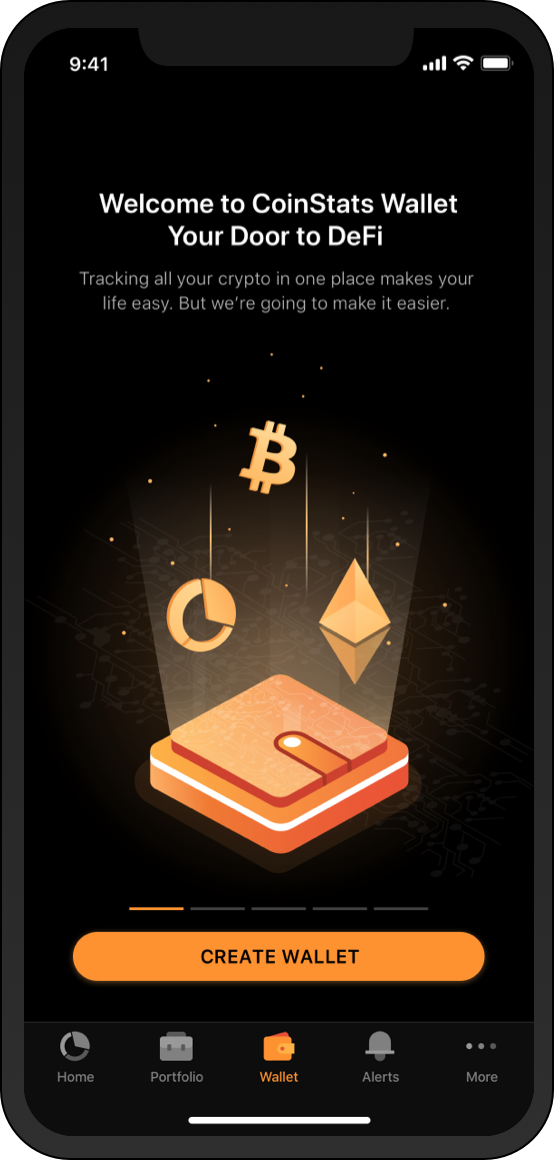 9:41
Welcome to CoinStats Wallet
Your Door to DeFi
Tracking all your crypto in one place makes your
life easy. But we’re going to make it easier.
CREATE WALLET
Home Portfolio Wallet Alerts More